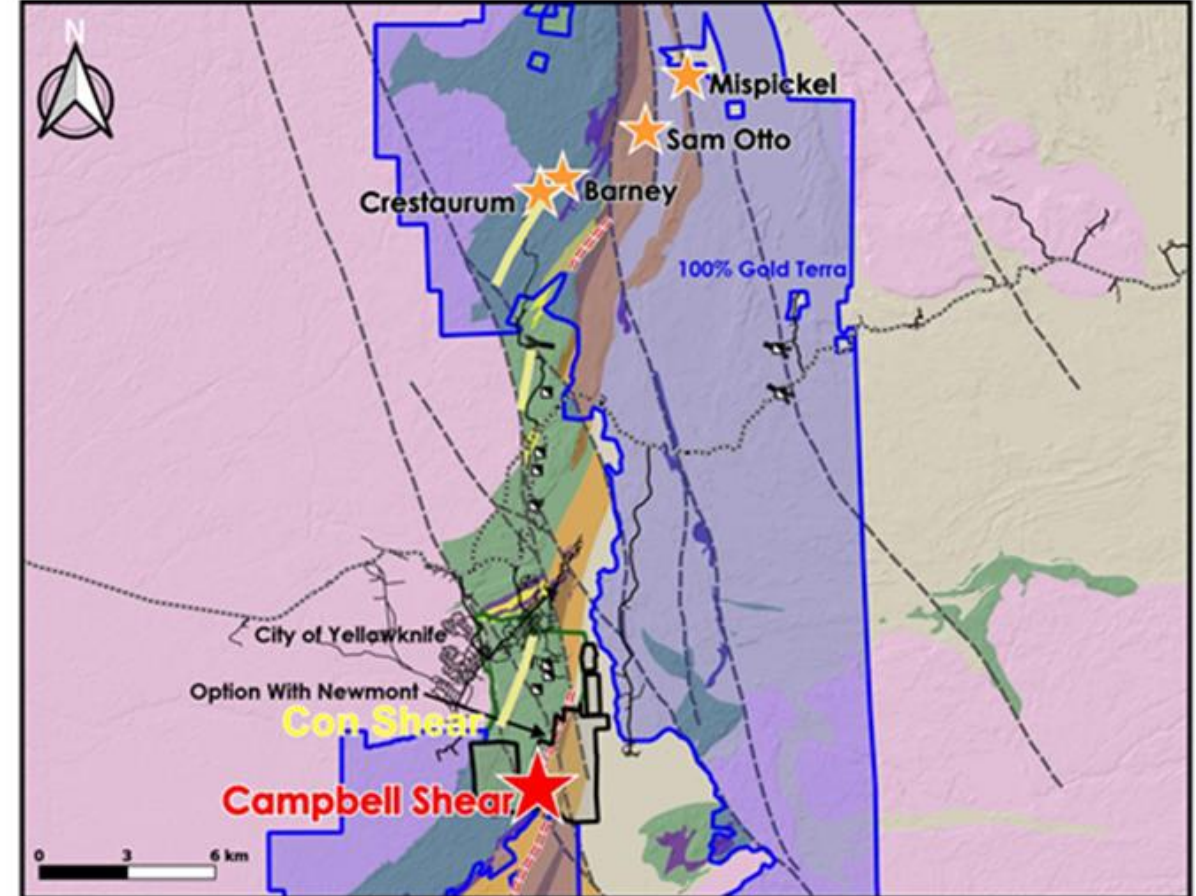 N
Mispickel
Sam Otto
Barney
Crestaurum
100% Gold Terra
City of Yellowknife
Option With Newmont
Con Shear
Campbell Shear
0 3 6 km